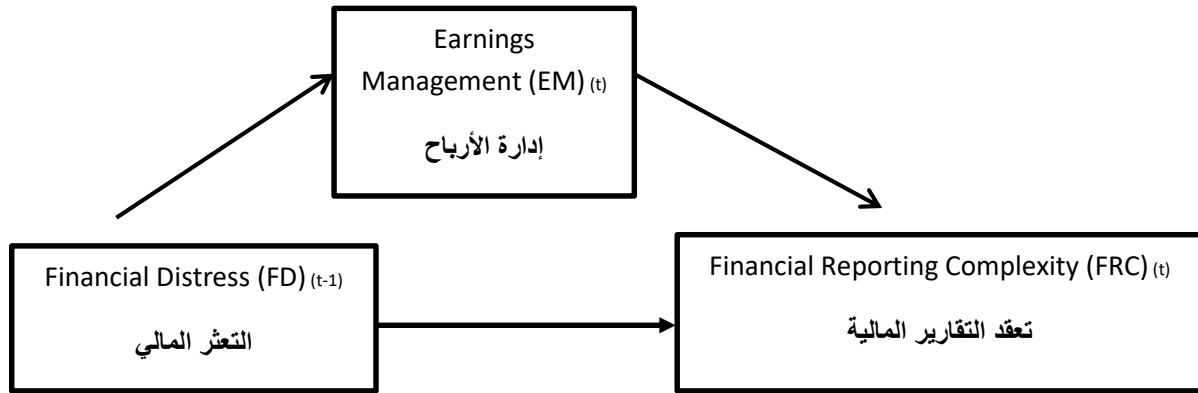 Earnings
Management (EM) (t)
إدارة الأرباح
Financial Distress (FD) (t-1)
التعثر المالي
Financial Reporting Complexity (FRC) (t)
تعقد التقارير المالية